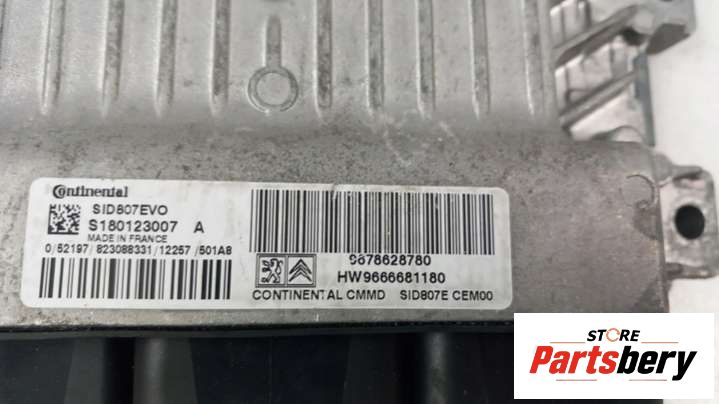 Continental
SID807EVO
S180123007 A
MADE IN FRANCE
0/52197/823088331/12257/501A8
9678628780
HW9666681180
CONTINENTAL CMMD SID807E CEM00
STORE
Partsbery